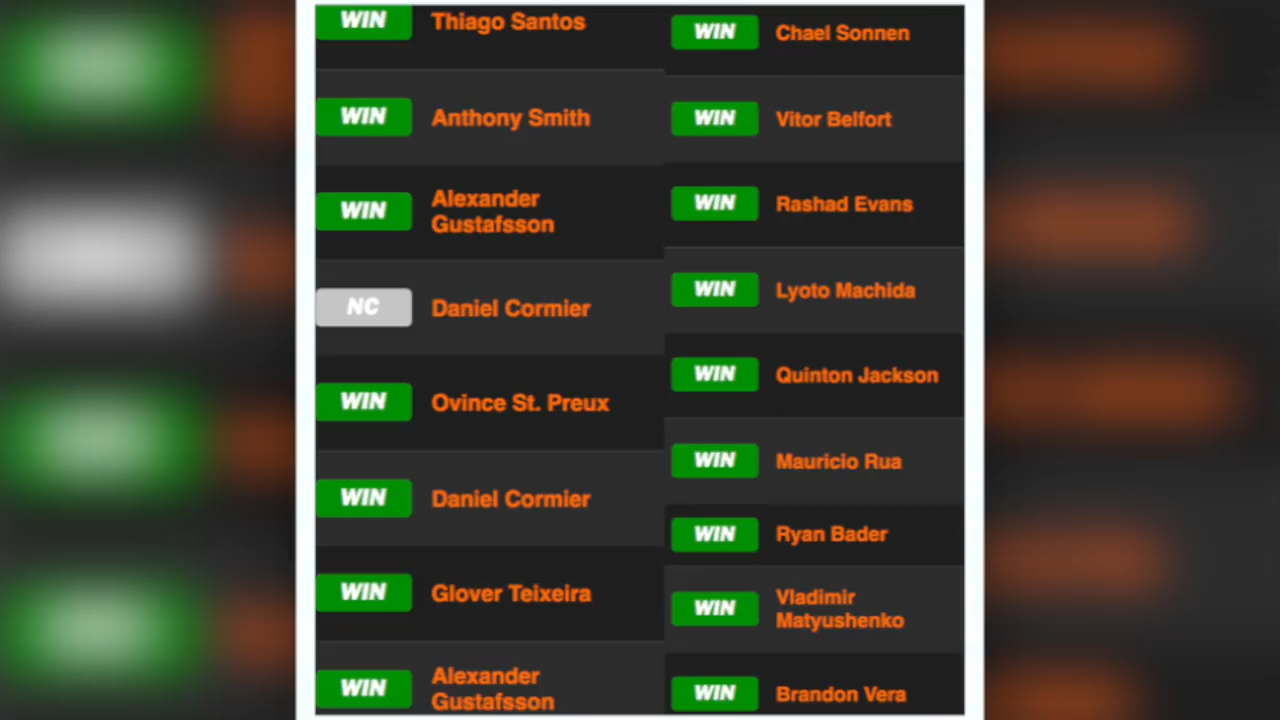 WIN Thiago Santos
WIN Anthony Smith
WIN Alexander
Gustafsson
NC Daniel Cormier
WIN Ovince St. Preux
WIN Daniel Cormier
WIN Glover Teixeira
WIN Alexander
Gustafsson
WIN Chael Sonnen
WIN Vitor Belfort
WIN Rashad Evans
WIN Lyoto Machida
WIN Quinton Jackson
WIN Mauricio Rua
WIN Ryan Bader
WIN Vladimir
Matyushenko
WIN Brandon Vera